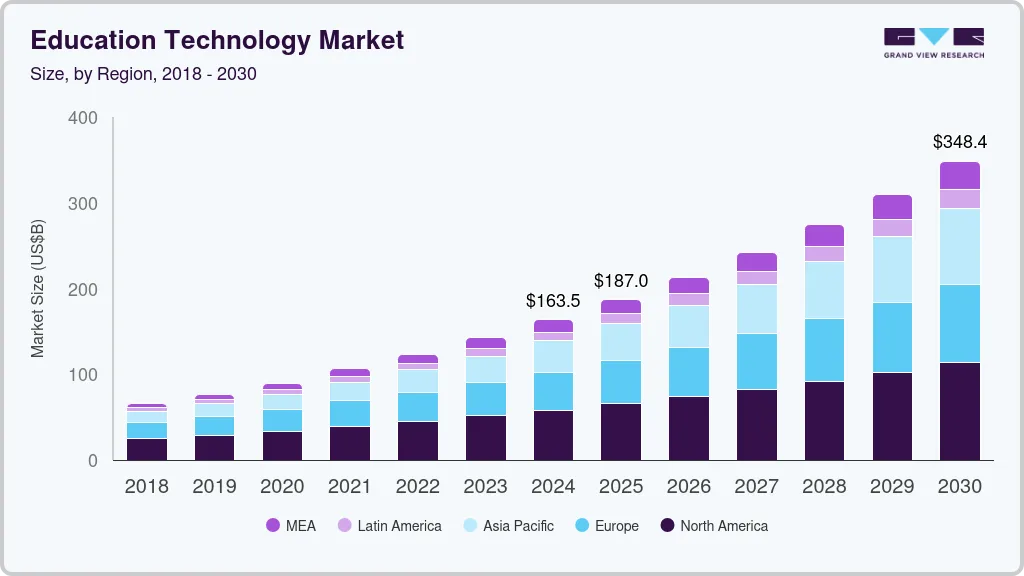 Education Technology Market
Size, by Region, 2018 - 2030
GRAND VIEW RESEARCH
Market Size (US$B)
400
300
200
100
0
$163.5
$187.0
$348.4
2018 2019 2020 2021 2022 2023 2024 2025 2026 2027 2028 2029 2030
MEA Latin America Asia Pacific Europe North America